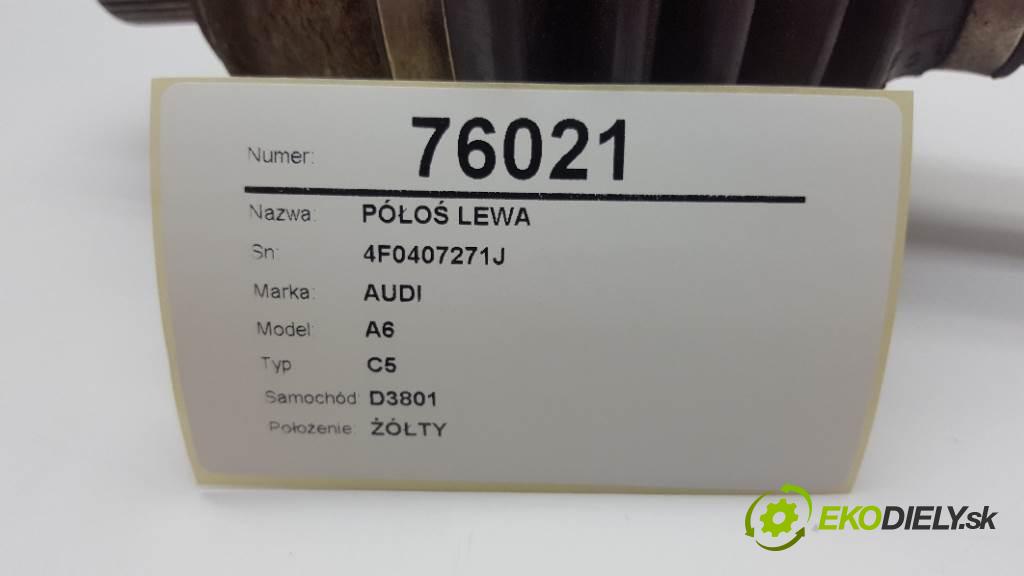 Numer: 76021
Nazwa: PÓŁOŚ LEWA
Sn: 4F0407271J
Marka: AUDI
Model: A6
Typ C5
Samochód: D3801
Położenie: ŻÓŁTY
EKODIELY.sk